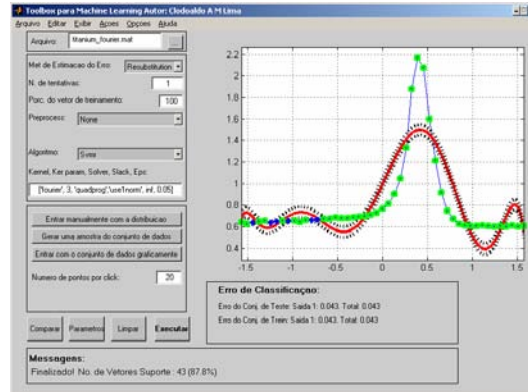 Toolbox para Machine Learning Autor: Clodoaldo A M Lima
Arquivo Editar Exibir Acoes Opcoes Ajuda
Arquivo: titanium_fourier.mat ...
Met de Estimacao do Erro: Resubstitution
N. de tentativas: 1
Porc. do vetor de treinamento: 100
Preprocess: None
Algoritmo: Svmr
Kernel, Ker param, Solver, Slack, Eps:
['fourier', 3, 'quadprog','use1norm', inf, 0.05]
Entrar manualmente com a distribuicao
Gerar uma amostra do conjunto de dados
Entrar com o conjunto de dados graficamente
Numero de pontos por click: 20
Comparar Parametros Limpar Executar
2.2
2
1.8
1.6
1.4
1.2
1
0.8
0.6
0.4
-1.5 -1 -0.5 0 0.5 1 1.5
Erro de Classificaçao:
Erro do Conj. de Teste: Saida 1: 0.043. Total: 0.043
Erro do Conj. de Trein: Saida 1: 0.043. Total: 0.043
Messagens:
Finalizado! No. de Vetores Suporte : 43 (87.8%)